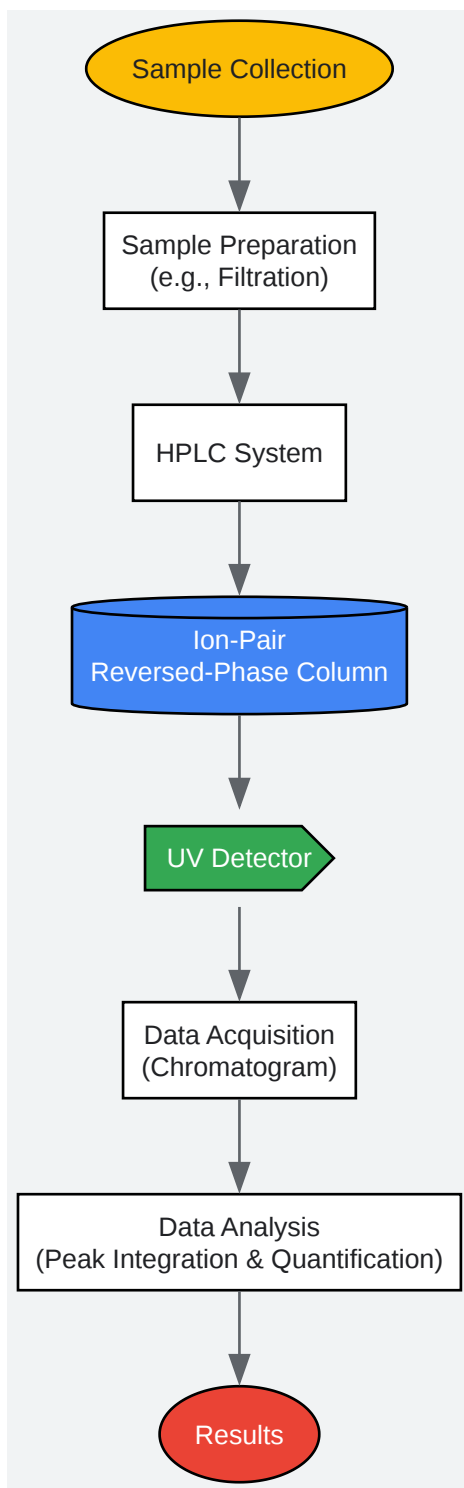 Sample Collection
Sample Preparation
(e.g., Filtration)
HPLC System
Ion-Pair
Reversed-Phase Column
UV Detector
Data Acquisition
(Chromatogram)
Data Analysis
(Peak Integration & Quantification)
Results